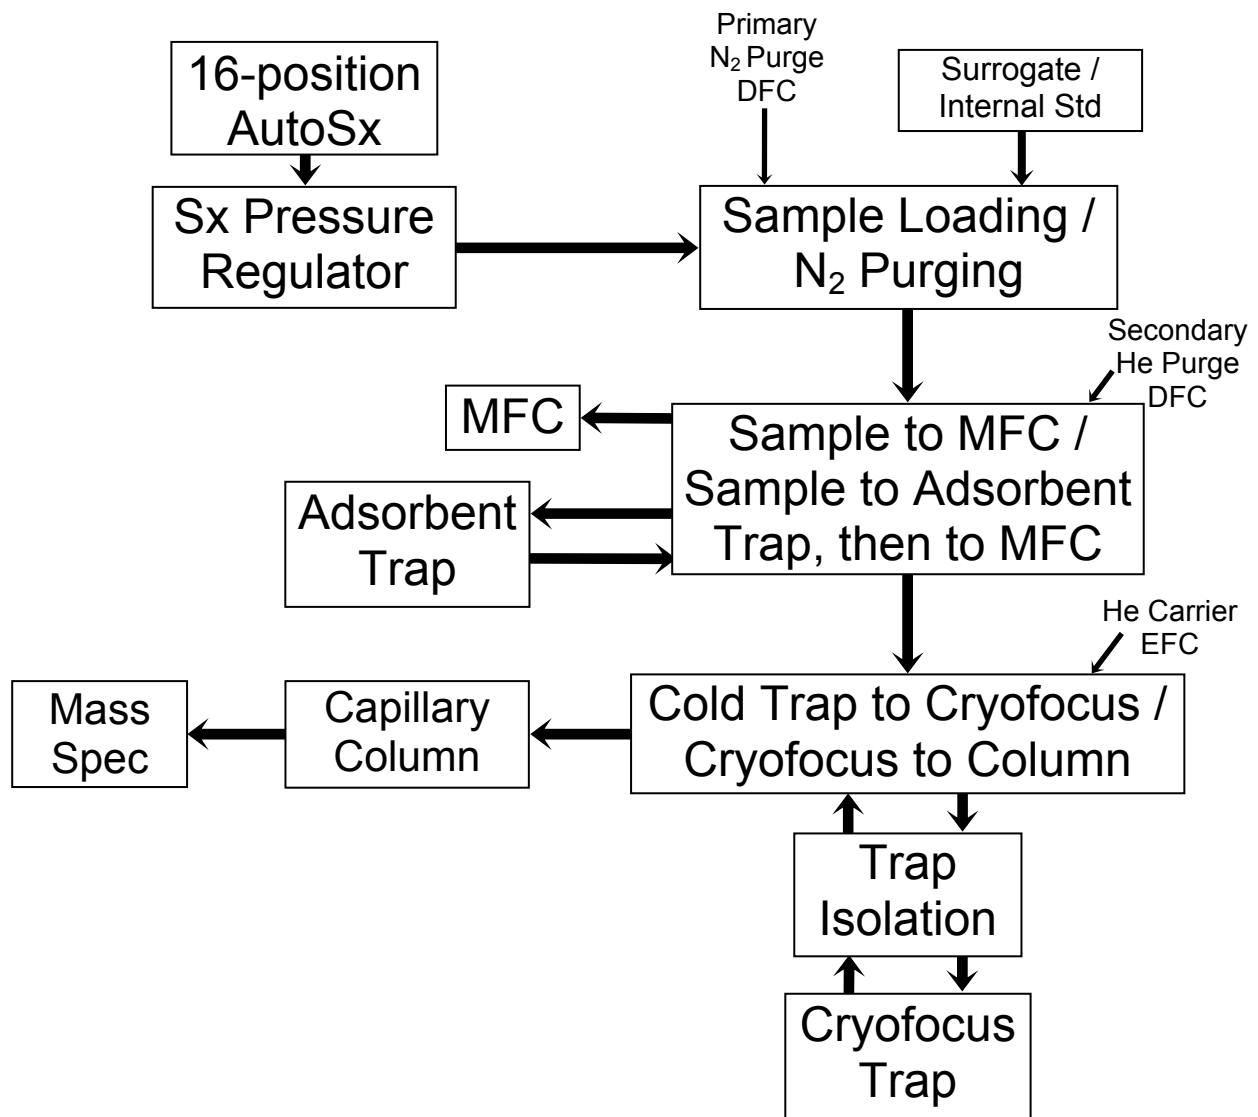 Primary
N₂ Purge
DFC
16-position
AutoSx
Surrogate /
Internal Std
Sx Pressure
Regulator
Sample Loading /
N₂ Purging
Secondary
He Purge
DFC
MFC
Sample to MFC /
Sample to Adsorbent
Trap, then to MFC
Adsorbent
Trap
He Carrier
EFC
Mass
Spec
Capillary
Column
Cold Trap to Cryofocus /
Cryofocus to Column
Trap
Isolation
Cryofocus
Trap